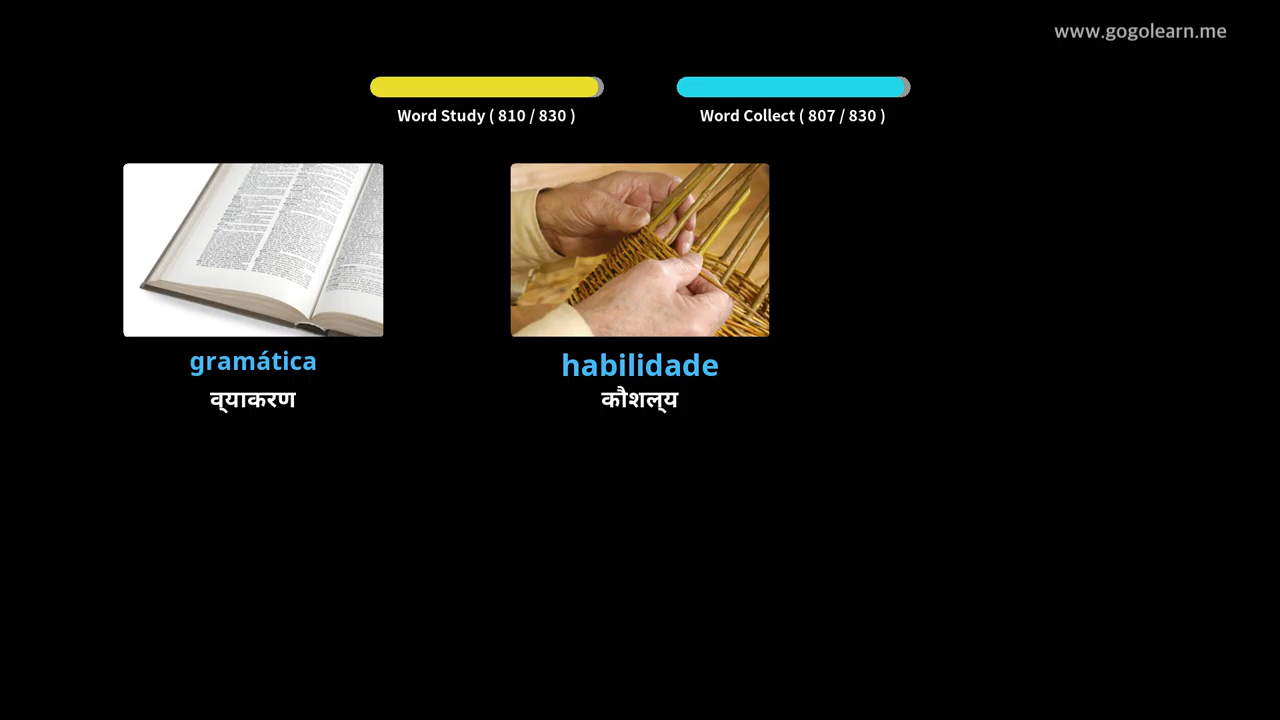 www.gogolearn.me
Word Study ( 810 / 830 )
Word Collect ( 807 / 830 )
gramática
व्याकरण
habilidade
कौशल्य